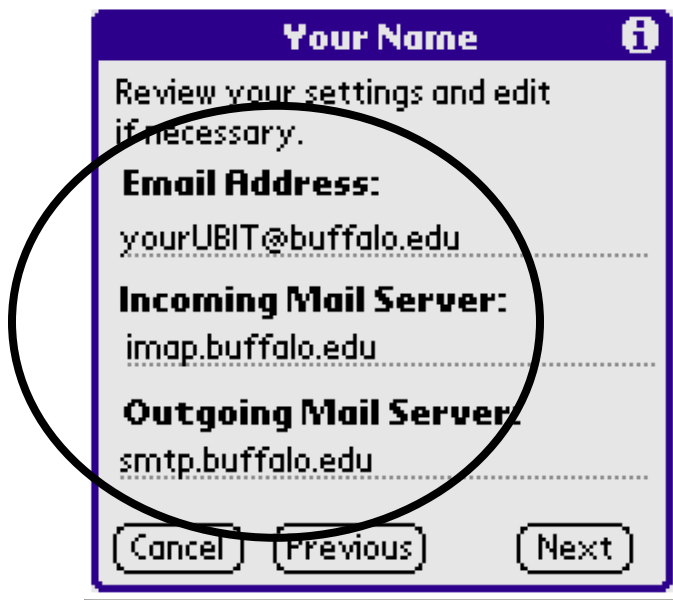 Your Name
i
Review your settings and edit
if necessary.
Email Address:
yourUBIT@buffalo.edu
Incoming Mail Server:
imap.buffalo.edu
Outgoing Mail Server:
smtp.buffalo.edu
Cancel Previous Next